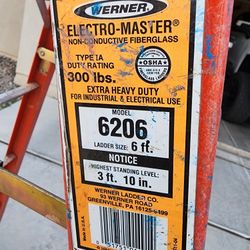 WERNER
ELECTRO-MASTER®
NON-CONDUCTIVE FIBERGLASS
TYPE IA
DUTY RATING
300 lbs.
OSHA
EXTRA HEAVY DUTY
FOR INDUSTRIAL & ELECTRICAL USE
MODEL
6206
LADDER SIZE: 6 ft.
NOTICE
HIGHEST STANDING LEVEL:
3 ft. 10 in.
WERNER LADDER CO.
93 WERNER ROAD
GREENVILLE, PA 16125-9499